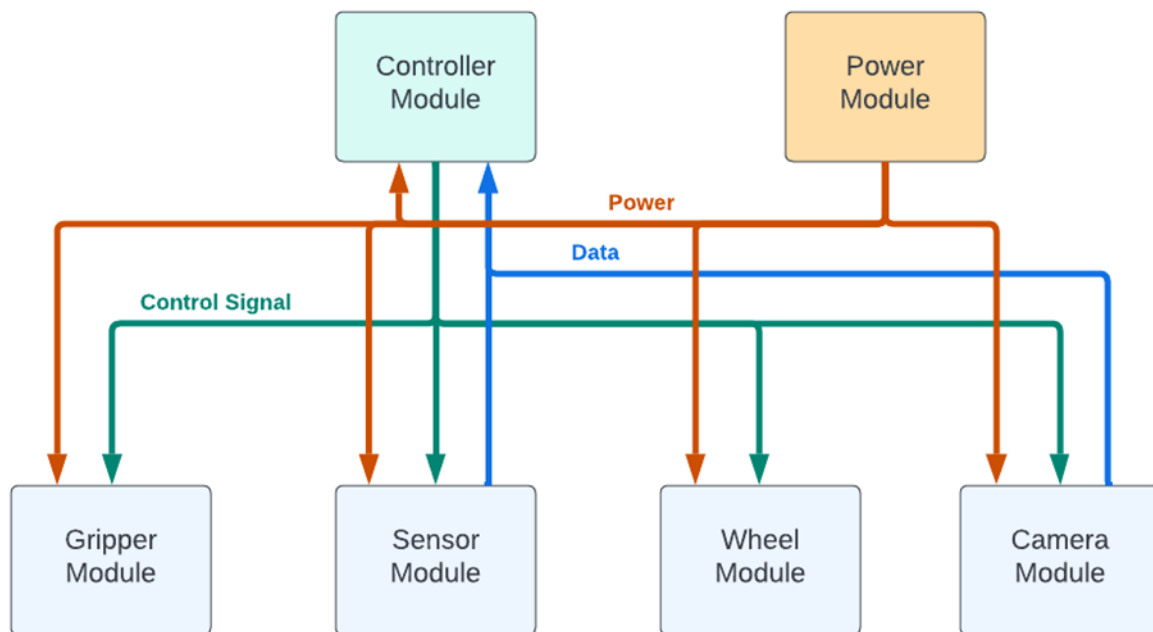 Controller
Module
Power
Module
Power
Data
Control Signal
Gripper
Module
Sensor
Module
Wheel
Module
Camera
Module